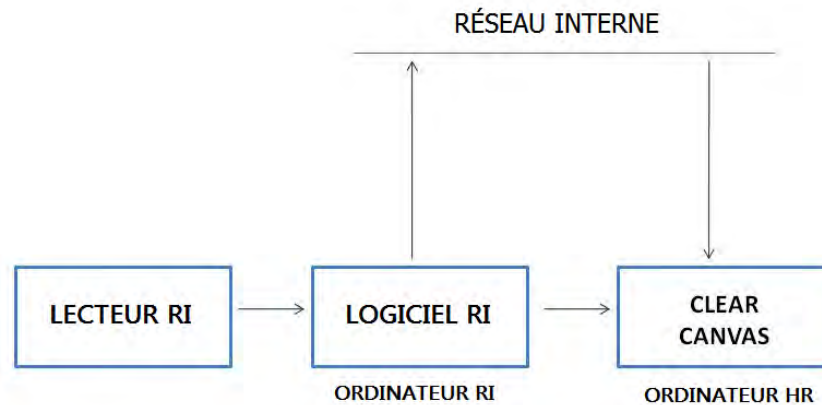 RÉSEAU INTERNE
LECTEUR RI
LOGICIEL RI
CLEAR
CANVAS
ORDINATEUR RI
ORDINATEUR HR